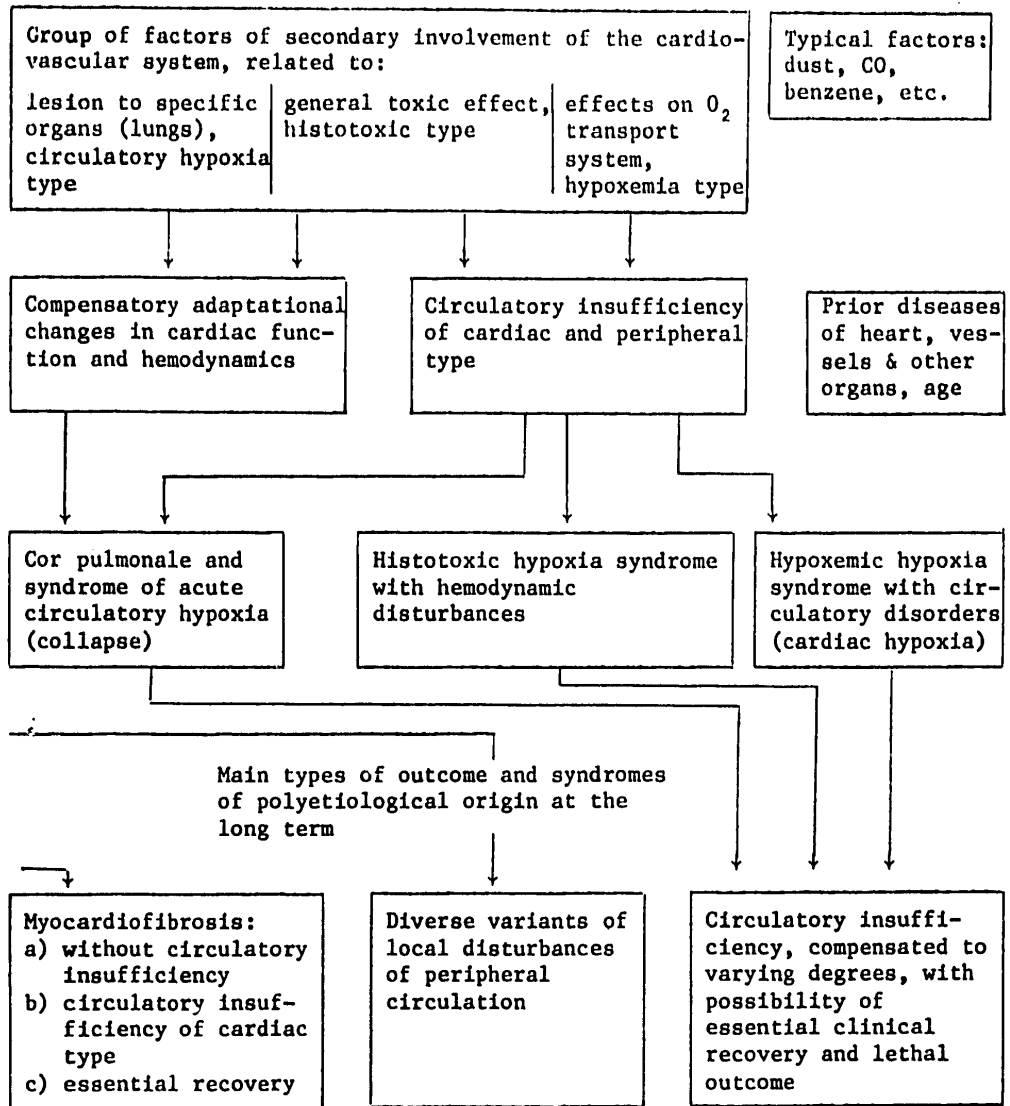 Group of factors of secondary involvement of the cardio-
vascular system, related to:
lesion to specific
organs (lungs),
circulatory hypoxia
type
general toxic effect,
histotoxic type
effects on O₂
transport
system,
hypoxemia type
Typical factors:
dust, CO,
benzene, etc.
Compensatory adaptational
changes in cardiac func-
tion and hemodynamics
Circulatory insufficiency
of cardiac and peripheral
type
Prior diseases
of heart, ves-
sels & other
organs, age
Cor pulmonale and
syndrome of acute
circulatory hypoxia
(collapse)
Histotoxic hypoxia syndrome
with hemodynamic
disturbances
Hypoxemic hypoxia
syndrome with cir-
culatory disorders
(cardiac hypoxia)
Main types of outcome and syndromes
of polyetiological origin at the
long term
Myocardiofibrosis:
a) without circulatory
insufficiency
b) circulatory insuf-
ficiency of cardiac
type
c) essential recovery
Diverse variants of
local disturbances
of peripheral
circulation
Circulatory insuffi-
ciency, compensated to
varying degrees, with
possibility of
essential clinical
recovery and lethal
outcome